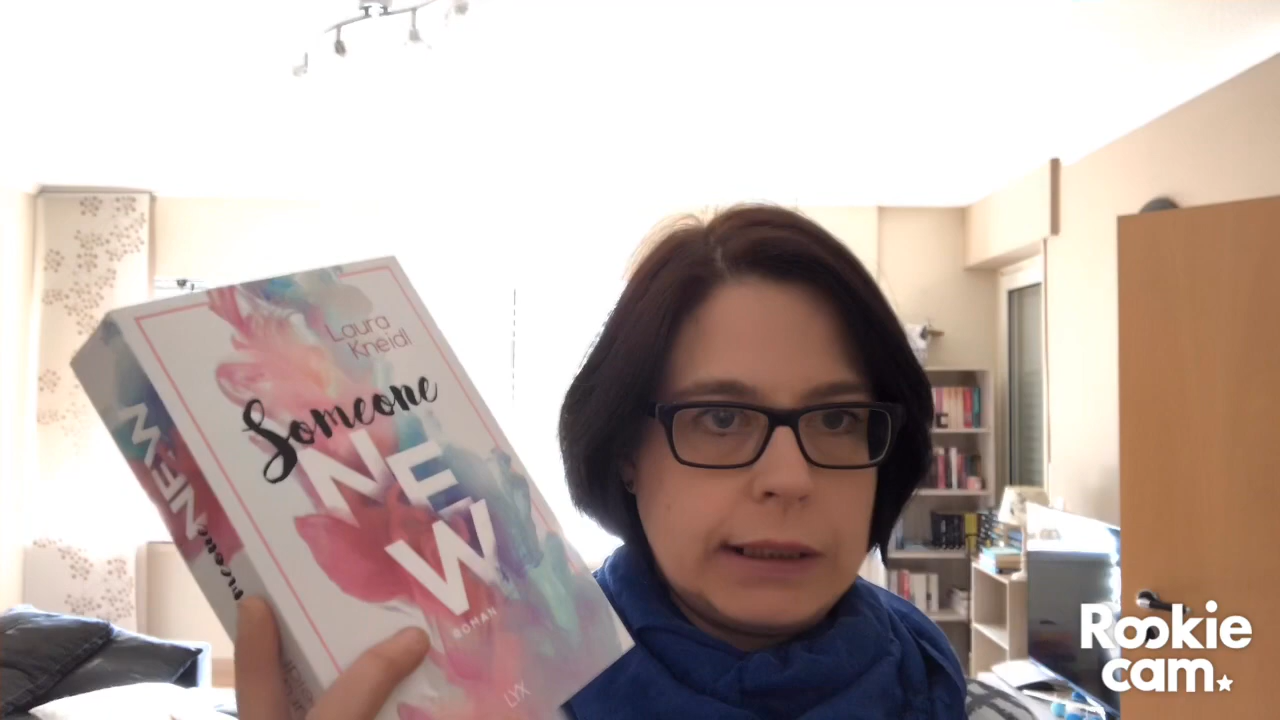 Laura
Kneidl
Someone
NEW
ROMAN
LYX
Someone
NEW
Rookie
cam